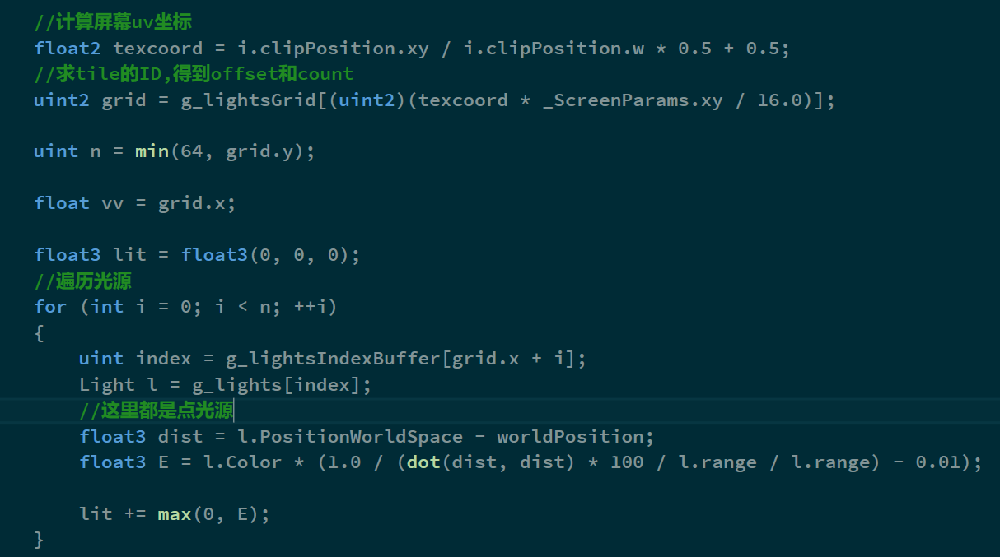 //计算屏幕uv坐标
float2 texcoord = i.clipPosition.xy / i.clipPosition.w * 0.5 + 0.5;
//求tile的ID,得到offset和count
uint2 grid = g_lightsGrid[(uint2)(texcoord * _ScreenParams.xy / 16.0)];
uint n = min(64, grid.y);
float vv = grid.x;
float3 lit = float3(0, 0, 0);
//遍历光源
for (int i = 0; i < n; ++i)
{
uint index = g_lightsIndexBuffer[grid.x + i];
Light l = g_lights[index];
//这里都是点光源
float3 dist = l.PositionWorldSpace - worldPosition;
float3 E = l.Color * (1.0 / (dot(dist, dist) * 100 / l.range / l.range) - 0.01);
lit += max(0, E);
}